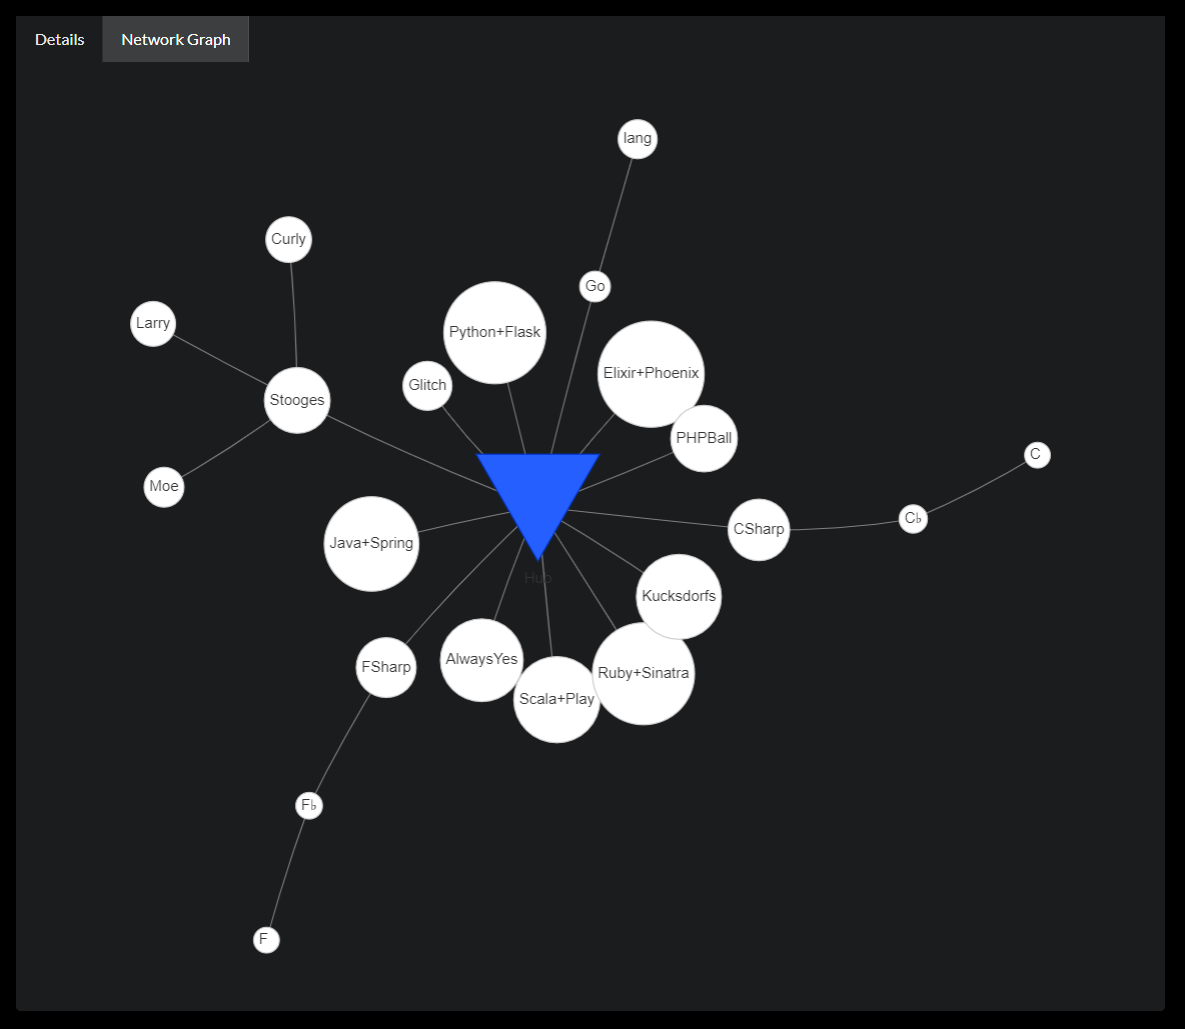 Details
Network Graph
lang
Curly
Go
Larry
Python+Flask
Elixir+Phoenix
Glitch
Stooges
PHPBall
C
Moe
C♭
CSharp
Java+Spring
Hub
Kucksdorfs
AlwaysYes
FSharp
Ruby+Sinatra
Scala+Play
F♭
F